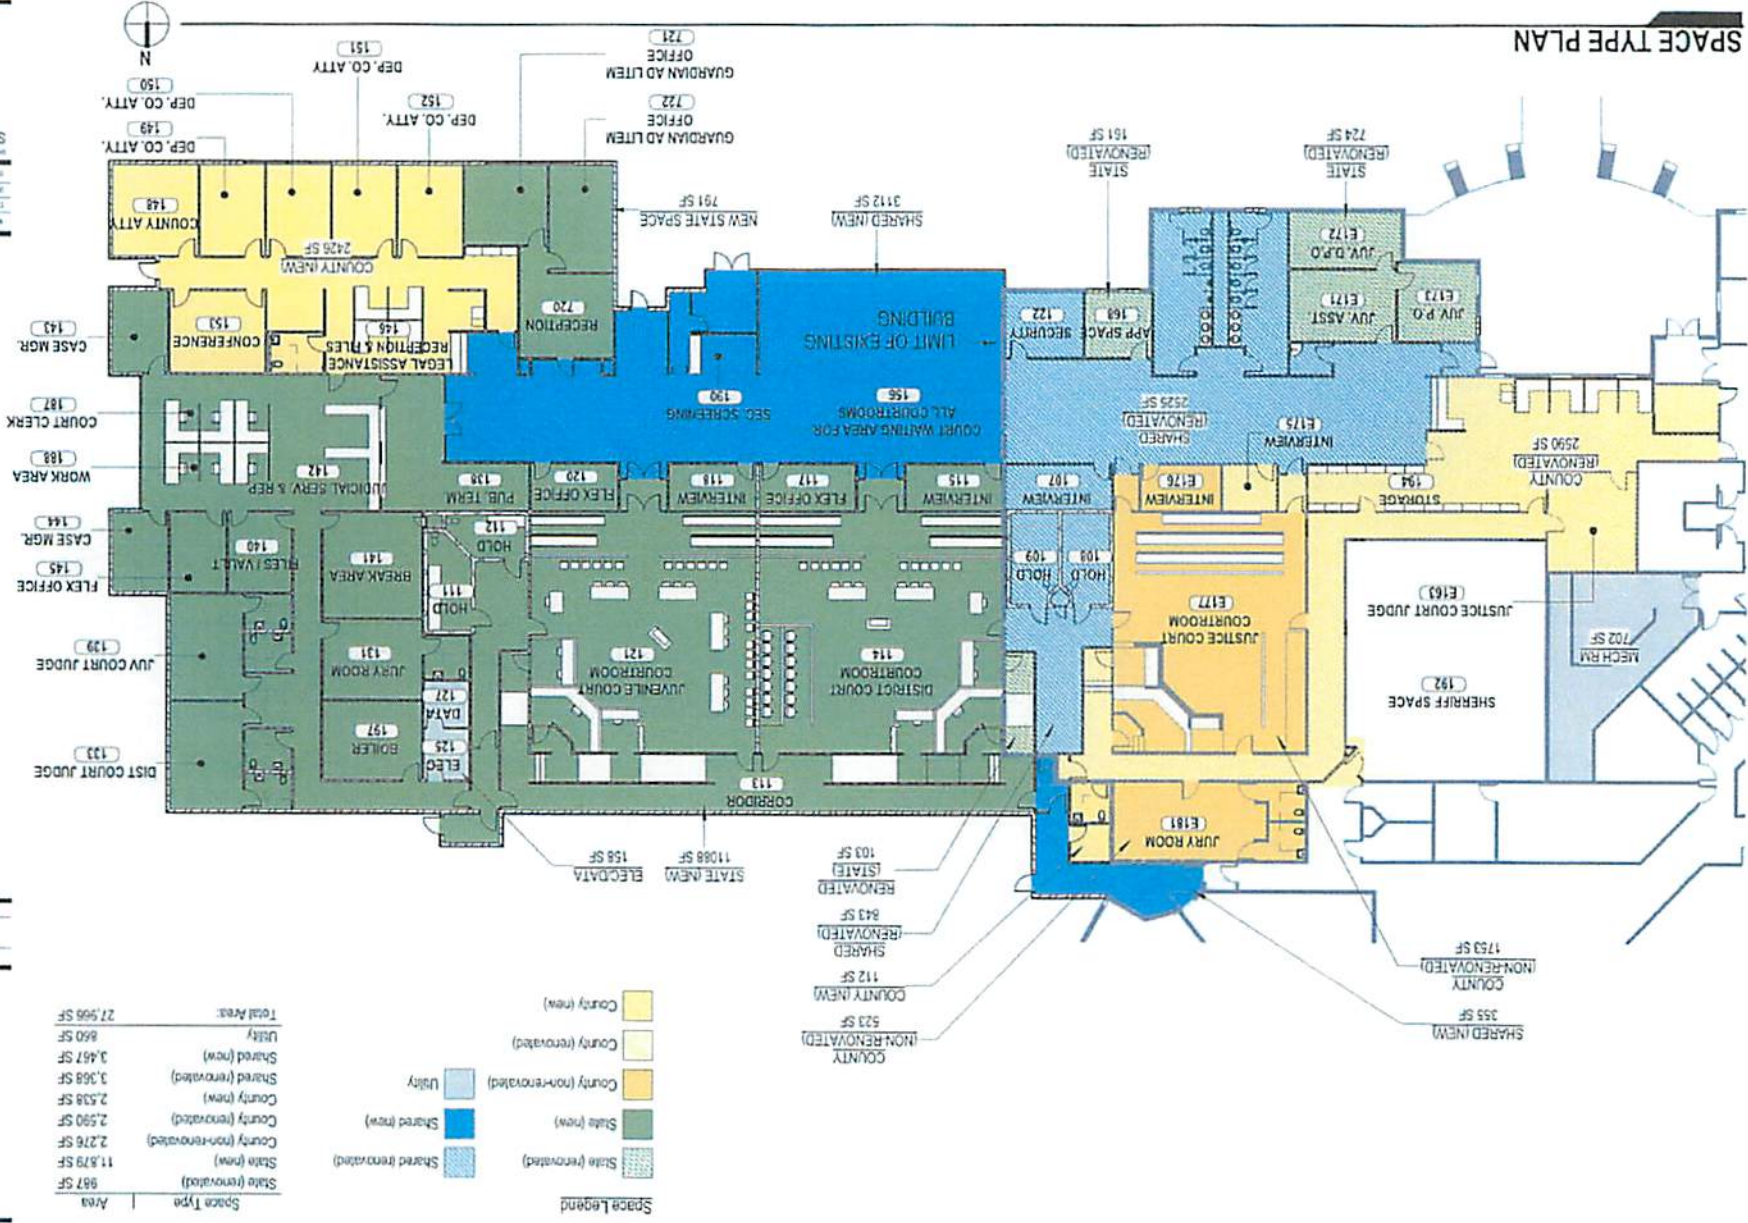 Space Legend
State (renovated)
State (new)
County (non-renovated)
County (renovated)
County (new)
Shared (renovated)
Shared (new)
Utility
Space Type Area
State (renovated) 987 SF
State (new) 11,879 SF
County (non-renovated) 2,276 SF
County (renovated) 2,590 SF
County (new) 2,538 SF
Shared (renovated) 3,368 SF
Shared (new) 3,467 SF
Utility 860 SF
Total Area: 27,966 SF
SHARED (NEW)
355 SF
COUNTY
(NON-RENOVATED)
1753 SF
COUNTY
(NON-RENOVATED)
523 SF
COUNTY (NEW)
112 SF
SHARED
(RENOVATED)
843 SF
RENOVATED
(STATE)
103 SF
STATE (NEW)
11088 SF
ELEC/DATA
158 SF
JURY ROOM
E181
CORRIDOR
113
SHERRIFF SPACE
192
MECH RM
702 SF
JUSTICE COURT JUDGE
E163
JUSTICE COURT
COURTROOM
E177
DISTRICT COURT
COURTROOM
114
JUVENILE COURT
COURTROOM
121
ELEC
125
DATA
127
BOILER
197
DIST COURT JUDGE
133
JURY ROOM
131
JUV COURT JUDGE
139
HOLD
108
HOLD
109
HOLD
111
HOLD
112
BREAK AREA
141
FILES / VAULT
140
FLEX OFFICE
145
CASE MGR.
144
STORAGE
194
COUNTY
(RENOVATED)
2590 SF
INTERVIEW
E176
INTERVIEW
107
INTERVIEW
115
FLEX OFFICE
117
INTERVIEW
118
FLEX OFFICE
120
PUB. TERM
138
JUDICIAL SERV. & REP
142
WORK AREA
188
COURT CLERK
187
INTERVIEW
E175
SHARED
(RENOVATED)
2525 SF
COURT WAITING AREA FOR
ALL COURTROOMS
156
SEC. SCREENING
190
LEGAL ASSISTANCE
RECEPTION & FILES
146
CONFERENCE
153
CASE MGR.
143
JUV. P.O.
E173
JUV. ASST.
E171
JUV. D.P.O
E172
APP SPACE
168
SECURITY
122
LIMIT OF EXISTING
BUILDING
RECEPTION
720
COUNTY (NEW)
2426 SF
COUNTY ATTY
148
STATE
(RENOVATED)
724 SF
STATE
(RENOVATED)
161 SF
SHARED (NEW)
3112 SF
NEW STATE SPACE
791 SF
GUARDIAN AD LITEM
OFFICE
722
GUARDIAN AD LITEM
OFFICE
721
DEP. CO. ATTY.
152
DEP. CO. ATTY.
151
DEP. CO. ATTY.
149
DEP. CO. ATTY.
150
N
SPACE TYPE PLAN